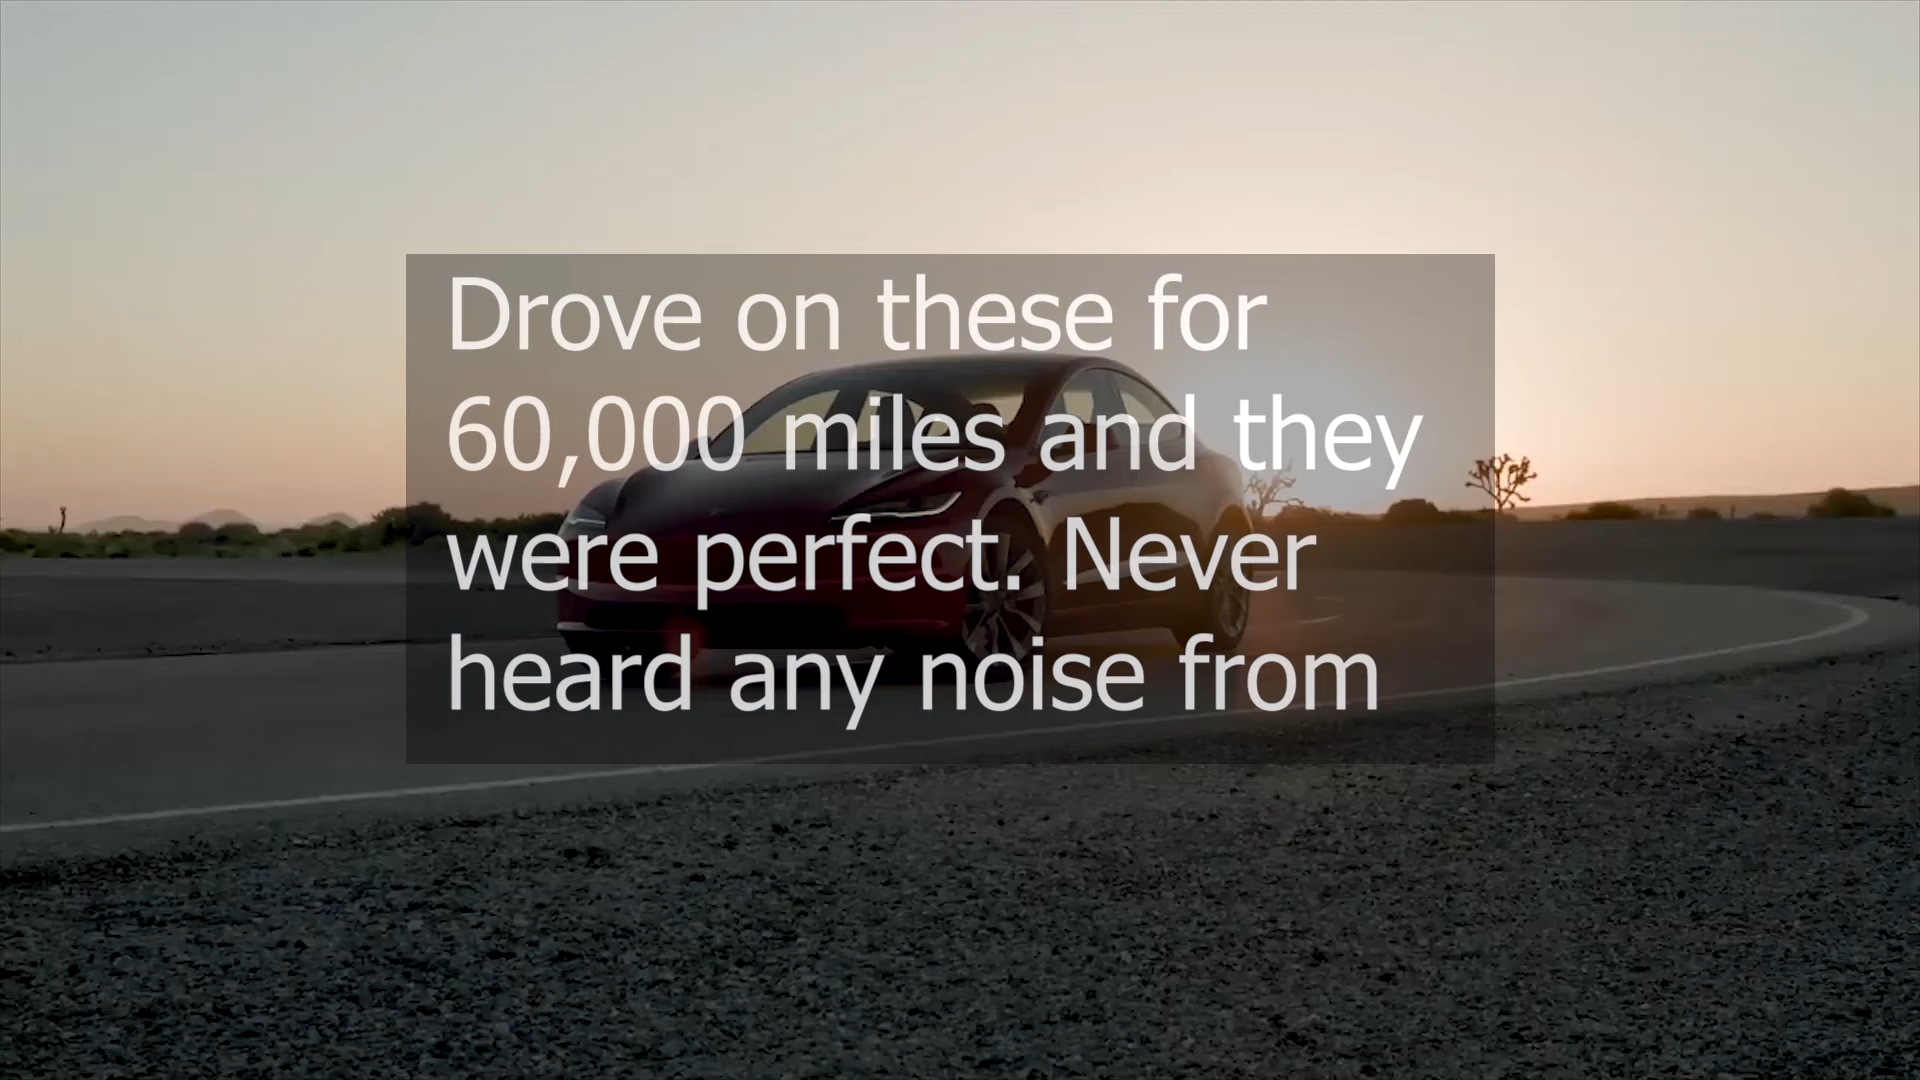 Drove on these for
60,000 miles and they
were perfect. Never
heard any noise from